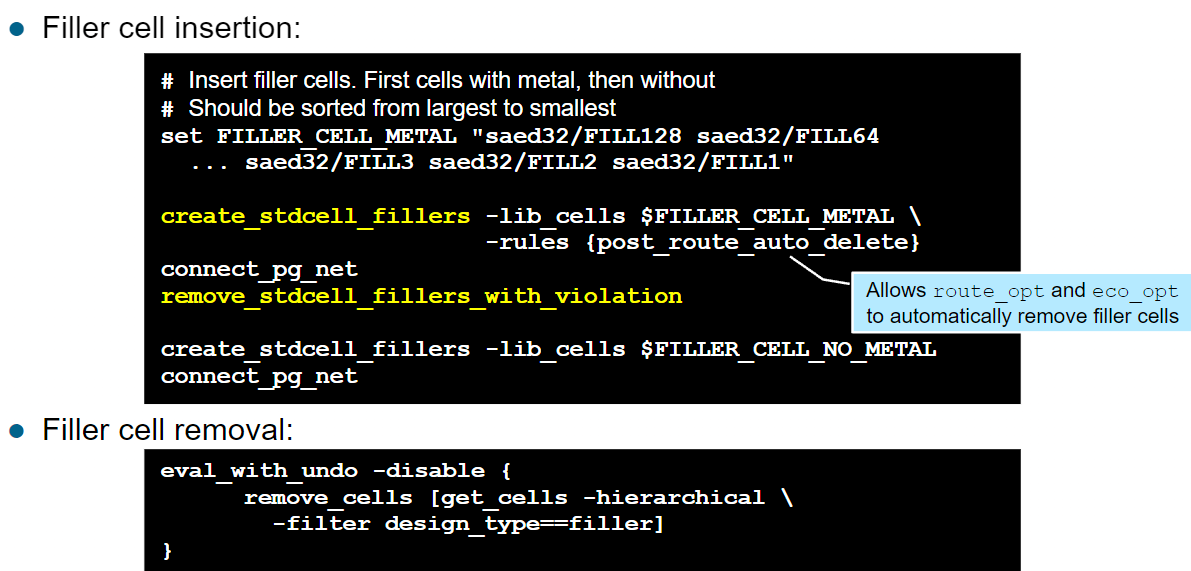 Filler cell insertion:
# Insert filler cells. First cells with metal, then without
# Should be sorted from largest to smallest
set FILLER_CELL_METAL "saed32/FILL128 saed32/FILL64
... saed32/FILL3 saed32/FILL2 saed32/FILL1"
create_stdcell_fillers -lib_cells $FILLER_CELL_METAL \
-rules {post_route_auto_delete}
connect_pg_net
remove_stdcell_fillers_with_violation
Allows route_opt and eco_opt
to automatically remove filler cells
create_stdcell_fillers -lib_cells $FILLER_CELL_NO_METAL
connect_pg_net
Filler cell removal:
eval_with_undo -disable {
remove_cells [get_cells -hierarchical \
-filter design_type==filler]
}